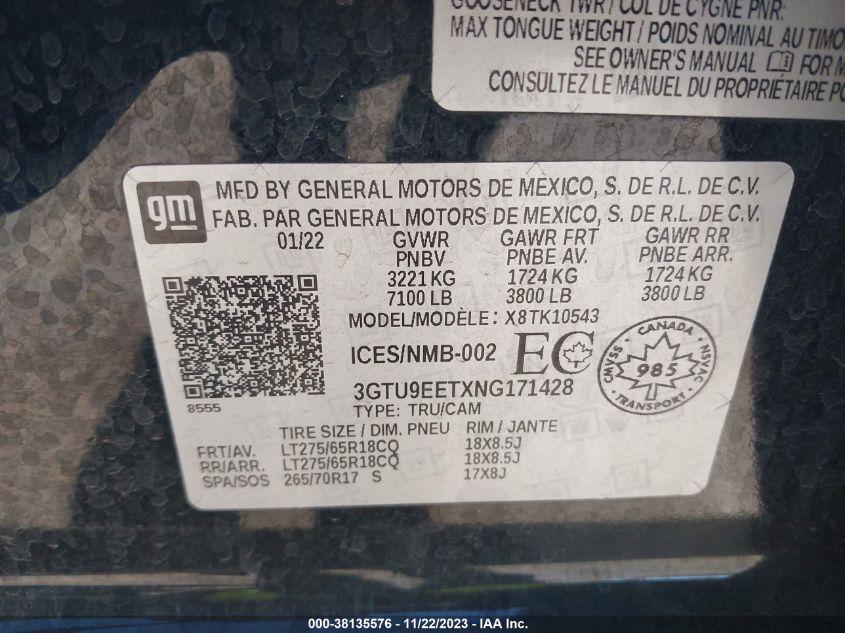 GOOSENECK TWR / COL DE CYGNE PNR:
MAX TONGUE WEIGHT / POIDS NOMINAL AU
SEE OWNER'S MANUAL FOR
CONSULTEZ LE MANUEL DU PROPRIÉTAIRE
gm
MFD BY GENERAL MOTORS DE MEXICO, S. DE R.L. DE C.V.
FAB. PAR GENERAL MOTORS DE MEXICO, S. DE R.L. DE C.V.
01/22 GVWR GAWR FRT GAWR RR
PNBV PNBE AV. PNBE ARR.
3221 KG 1724 KG 1724 KG
7100 LB 3800 LB 3800 LB
MODEL/MODÈLE: X8TK10543
ICES/NMB-002 EC
CANADA
CMVSS 985 NSVAC
TRANSPORT
3GTU9EETXNG171428
8555
TYPE: TRU/CAM
TIRE SIZE / DIM. PNEU RIM / JANTE
FRT/AV. LT275/65R18CQ 18X8.5J
RR/ARR. LT275/65R18CQ 18X8.5J
SPA/SOS 265/70R17 S 17X8J
000-38135576 - 11/22/2023 - IAA Inc.